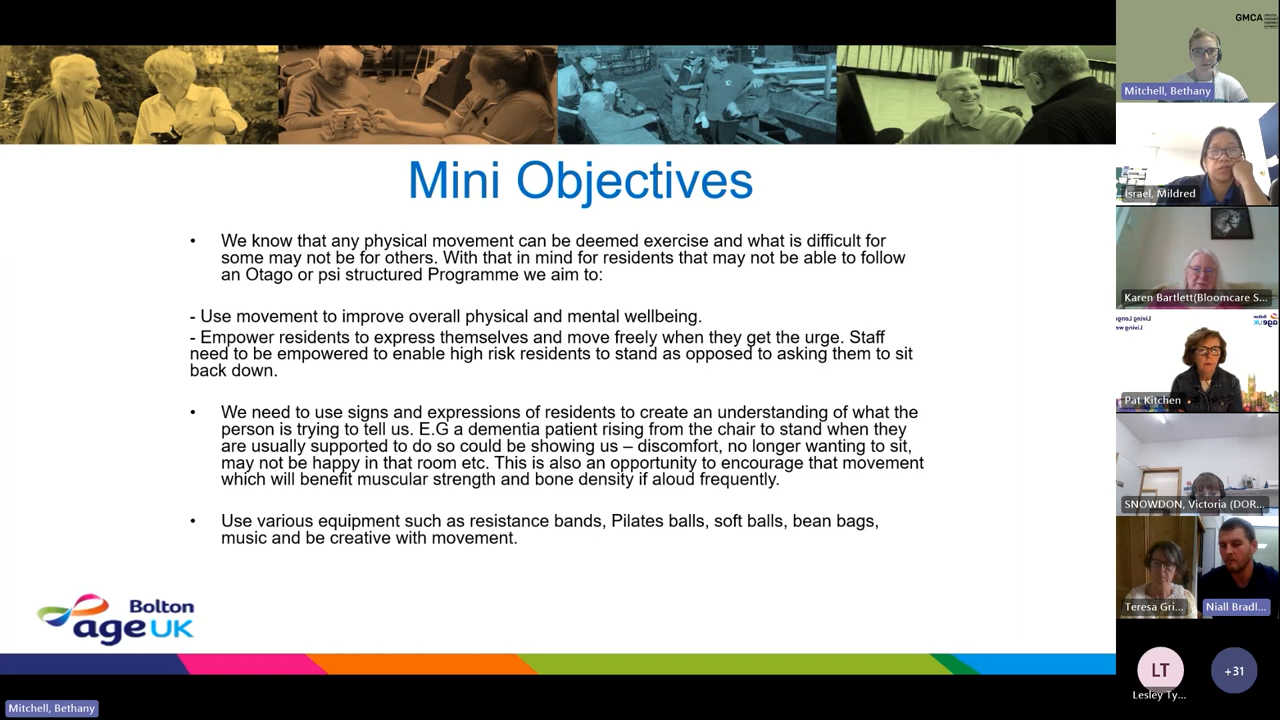 GMCA
Mitchell, Bethany
Israel, Mildred
Karen Bartlett(Bloomcare S...
Pat Kitchen
SNOWDON, Victoria (DOR...
Teresa Gri...
Niall Bradl...
LT
+31
Lesley Ty...
Mini Objectives
• We know that any physical movement can be deemed exercise and what is difficult for
some may not be for others. With that in mind for residents that may not be able to follow
an Otago or psi structured Programme we aim to:
- Use movement to improve overall physical and mental wellbeing.
- Empower residents to express themselves and move freely when they get the urge. Staff
need to be empowered to enable high risk residents to stand as opposed to asking them to sit
back down.
• We need to use signs and expressions of residents to create an understanding of what the
person is trying to tell us. E.G a dementia patient rising from the chair to stand when they
are usually supported to do so could be showing us – discomfort, no longer wanting to sit,
may not be happy in that room etc. This is also an opportunity to encourage that movement
which will benefit muscular strength and bone density if aloud frequently.
• Use various equipment such as resistance bands, Pilates balls, soft balls, bean bags,
music and be creative with movement.
Bolton
age UK
Mitchell, Bethany